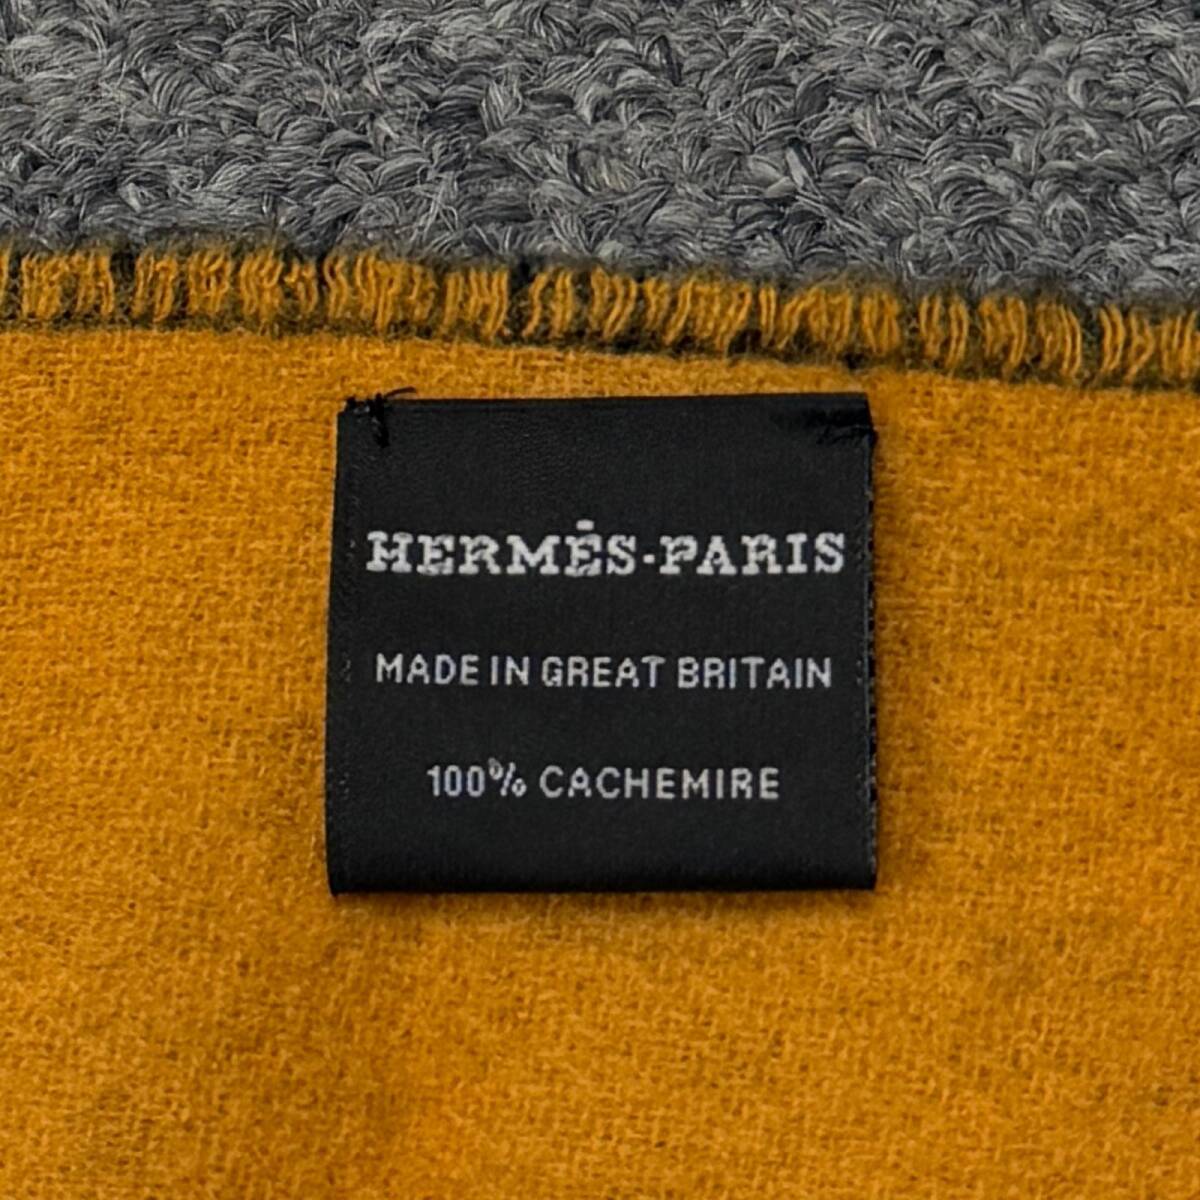 HERMÈS-PARIS
MADE IN GREAT BRITAIN
100% CACHEMIRE